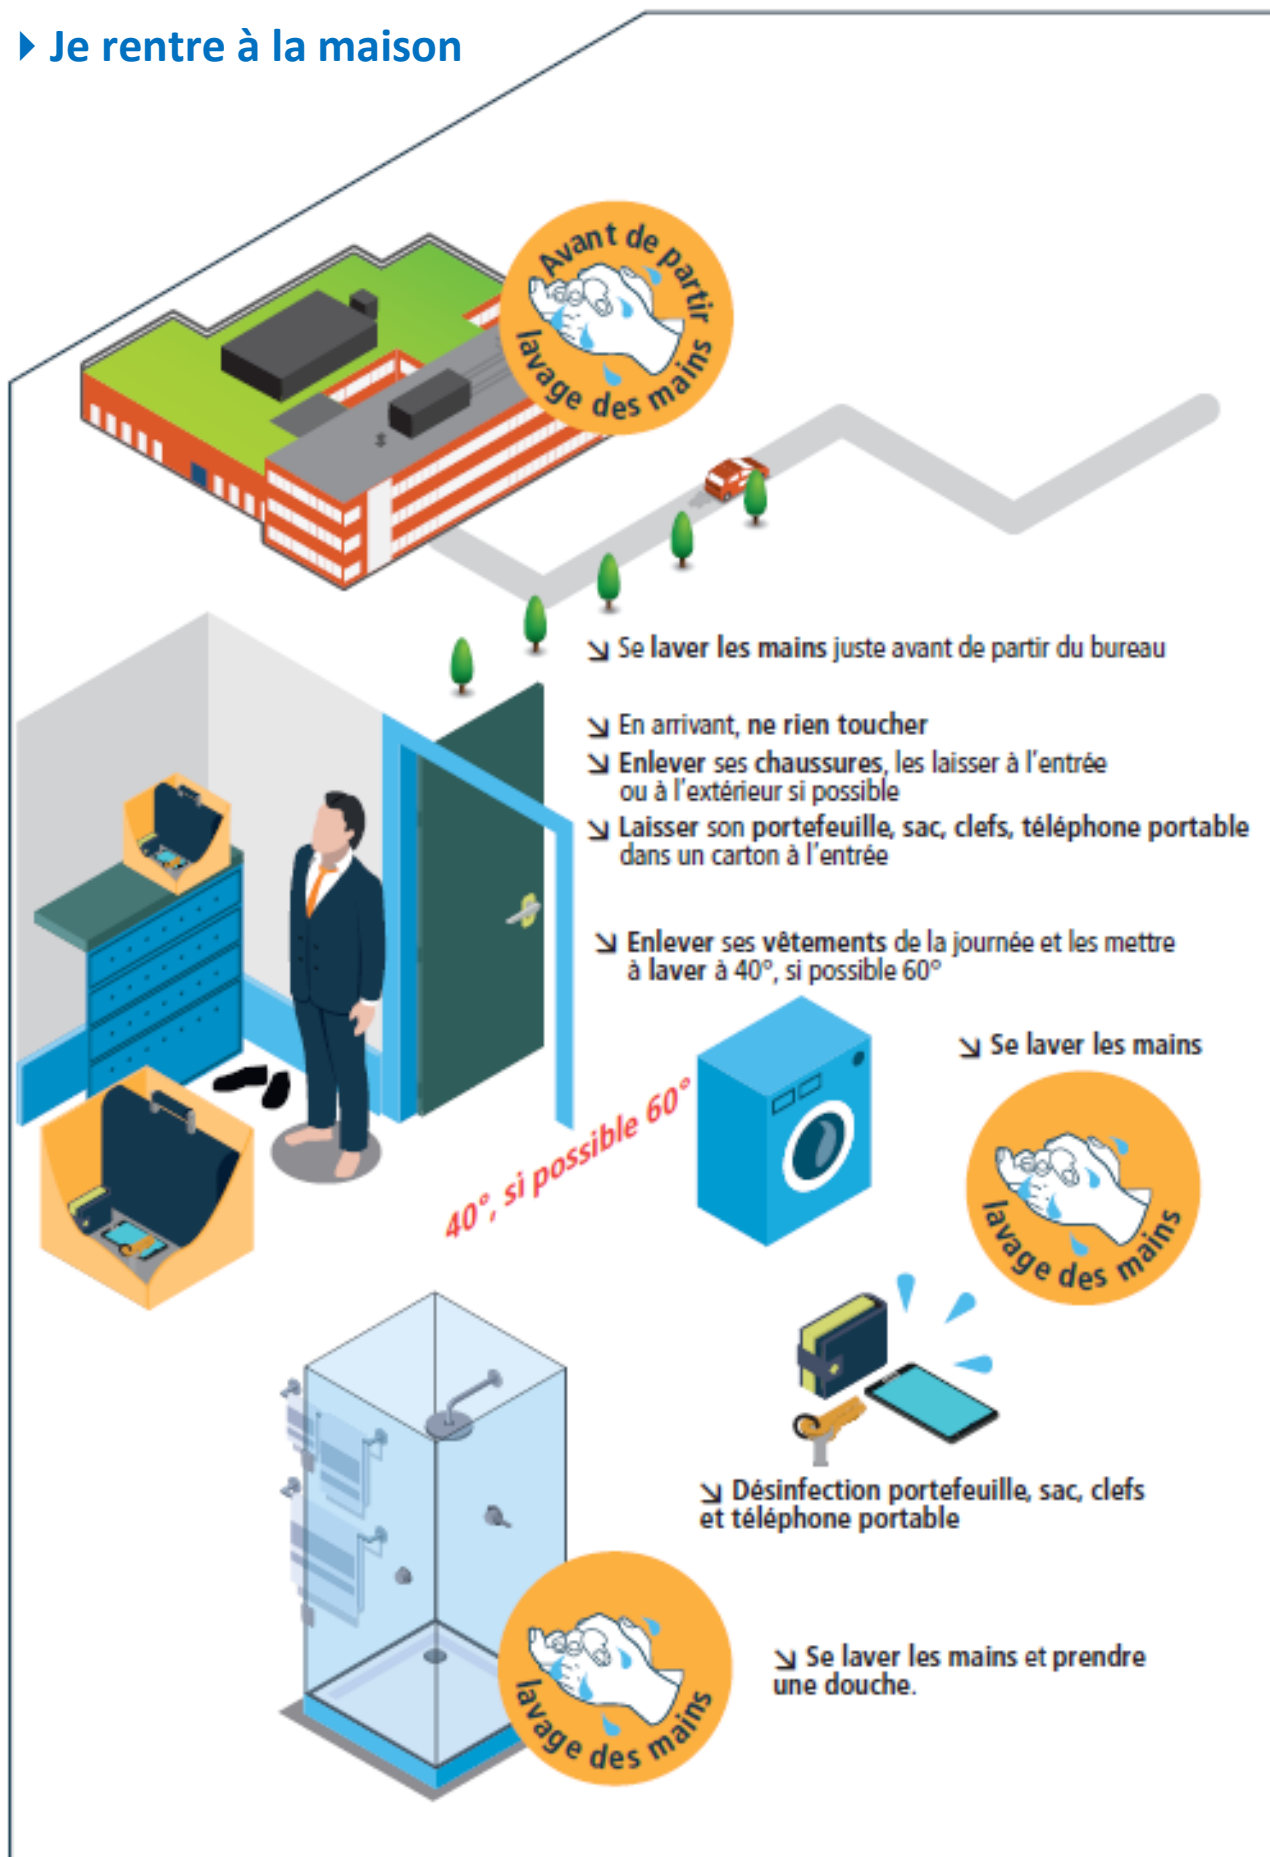 Je rentre à la maison
Avant de partir
lavage des mains
Se laver les mains juste avant de partir du bureau
En arrivant, ne rien toucher
Enlever ses chaussures, les laisser à l'entrée
ou à l'extérieur si possible
Laisser son portefeuille, sac, clefs, téléphone portable
dans un carton à l'entrée
Enlever ses vêtements de la journée et les mettre
à laver à 40°, si possible 60°
40°, si possible 60°
Se laver les mains
lavage des mains
Désinfection portefeuille, sac, clefs
et téléphone portable
lavage des mains
Se laver les mains et prendre
une douche.